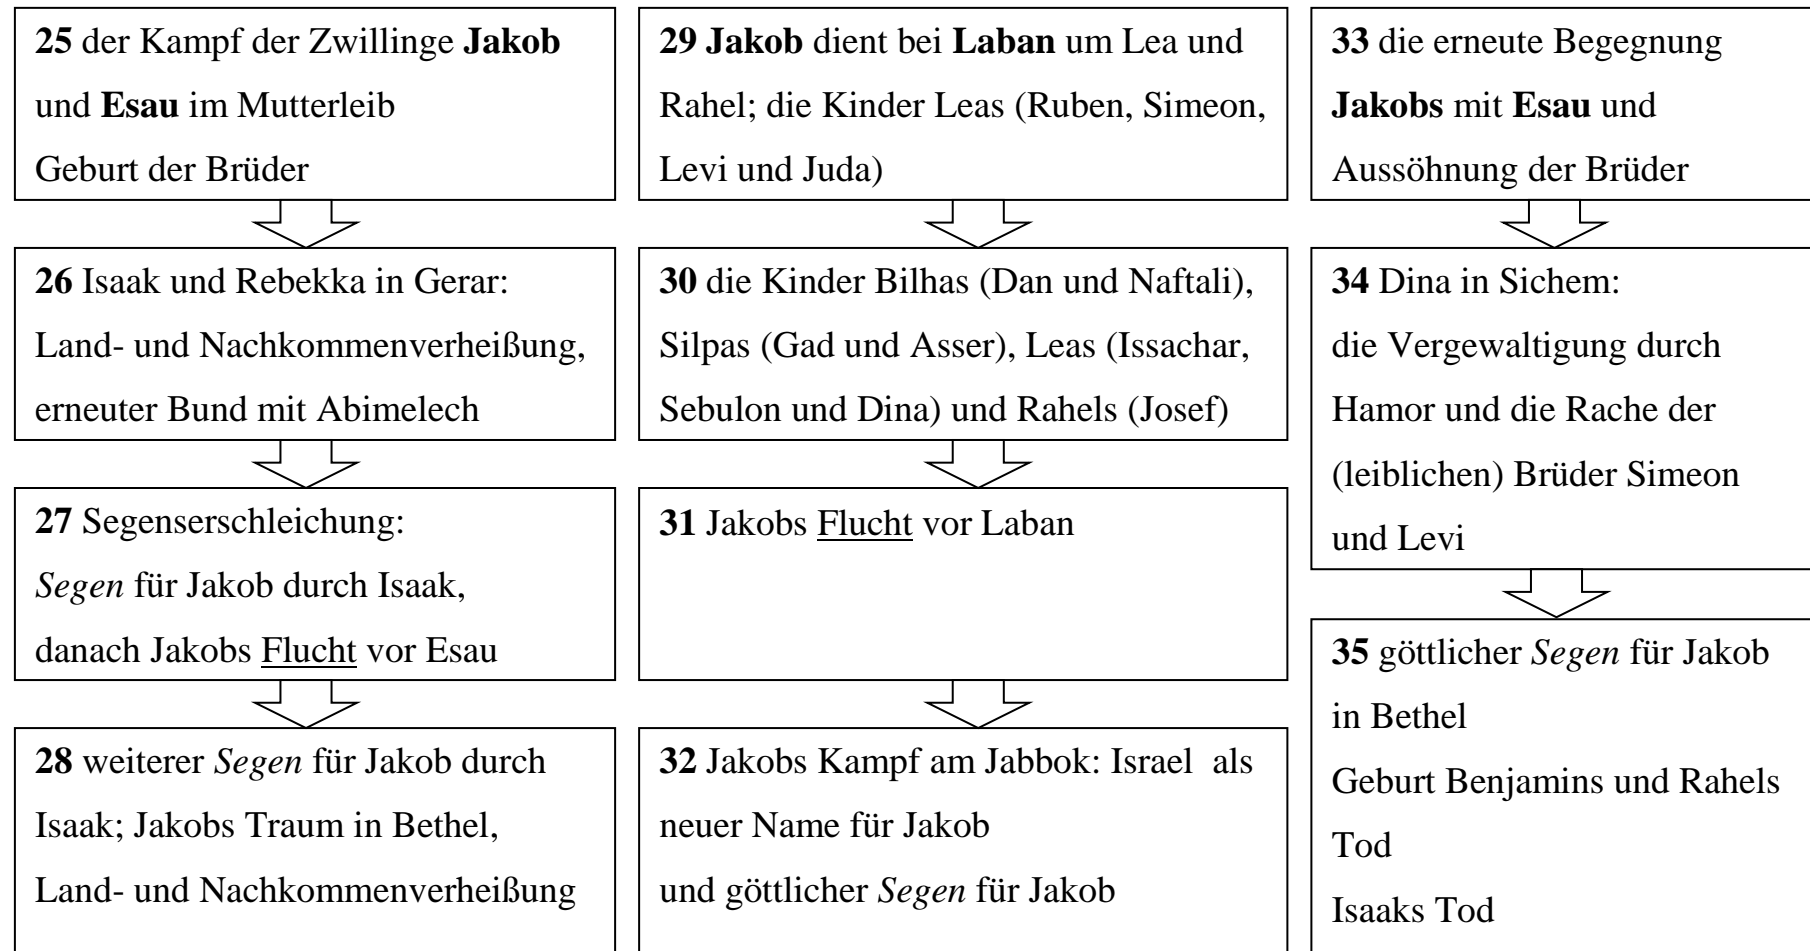 25 der Kampf der Zwillinge Jakob
und Esau im Mutterleib
Geburt der Brüder
26 Isaak und Rebekka in Gerar:
Land- und Nachkommenverheißung,
erneuter Bund mit Abimelech
27 Segenserschleichung:
Segen für Jakob durch Isaak,
danach Jakobs Flucht vor Esau
28 weiterer Segen für Jakob durch
Isaak; Jakobs Traum in Bethel,
Land- und Nachkommenverheißung
29 Jakob dient bei Laban um Lea und
Rahel; die Kinder Leas (Ruben, Simeon,
Levi und Juda)
30 die Kinder Bilhas (Dan und Naftali),
Silpas (Gad und Asser), Leas (Issachar,
Sebulon und Dina) und Rahels (Josef)
31 Jakobs Flucht vor Laban
32 Jakobs Kampf am Jabbok: Israel als
neuer Name für Jakob
und göttlicher Segen für Jakob
33 die erneute Begegnung
Jakobs mit Esau und
Aussöhnung der Brüder
34 Dina in Sichem:
die Vergewaltigung durch
Hamor und die Rache der
(leiblichen) Brüder Simeon
und Levi
35 göttlicher Segen für Jakob
in Bethel
Geburt Benjamins und Rahels
Tod
Isaaks Tod